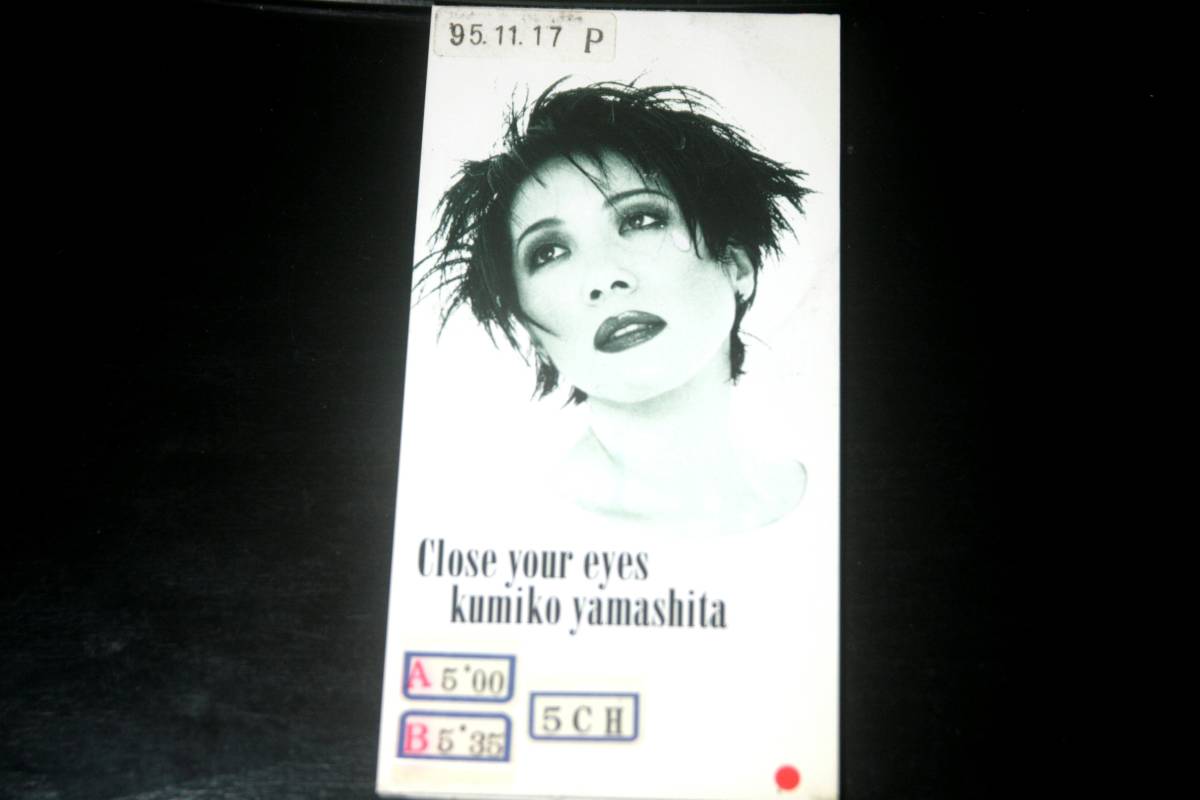 95.11.17 P
Close your eyes
kumiko yamashita
A 5'00
5CH
B 5'35